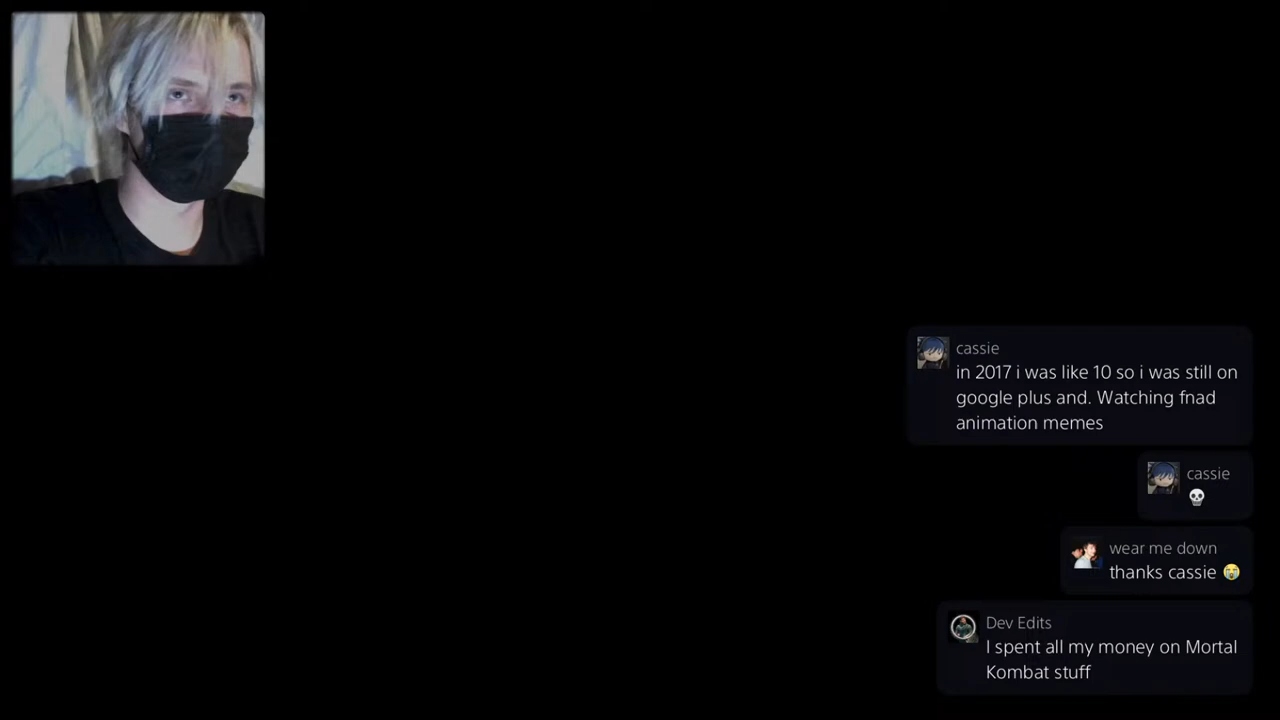 cassie
in 2017 i was like 10 so i was still on
google plus and. Watching fnad
animation memes
cassie
💀
wear me down
thanks cassie 😭
Dev Edits
I spent all my money on Mortal
Kombat stuff